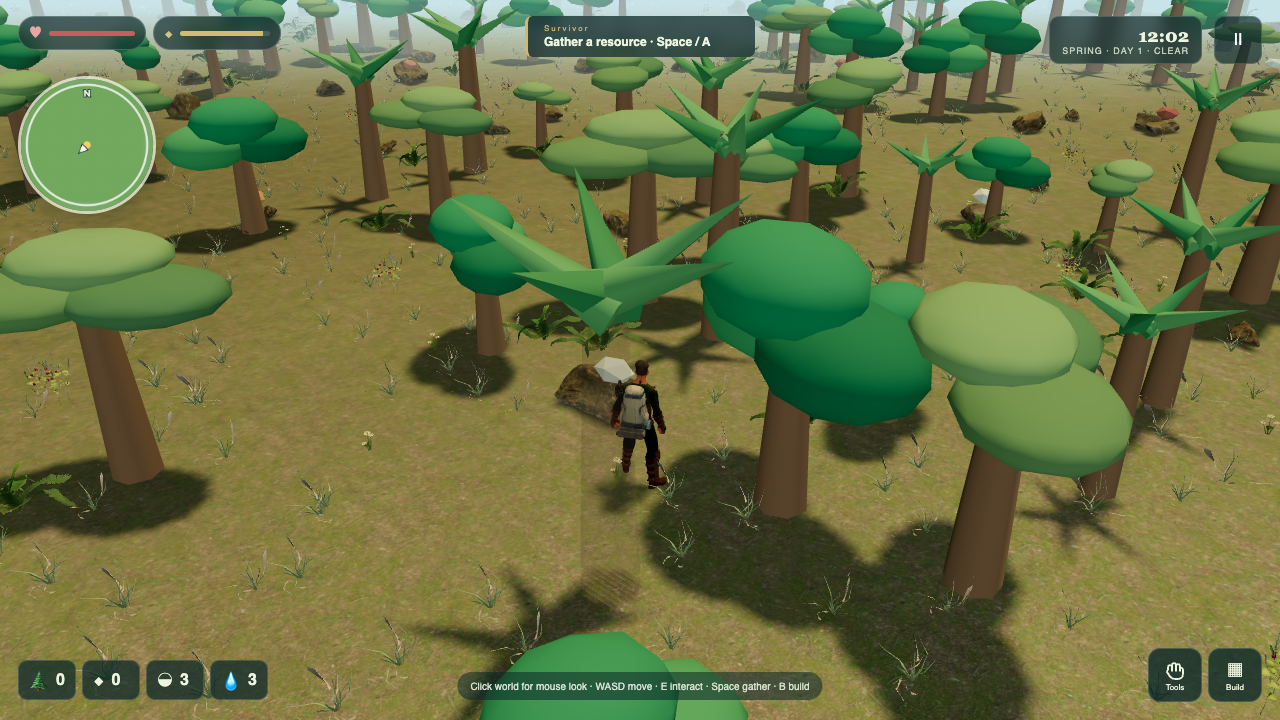 Survivor
Gather a resource · Space / A
12:02
SPRING · DAY 1 · CLEAR
N
0
0
3
3
Click world for mouse look · WASD move · E interact · Space gather · B build
Tools
Build